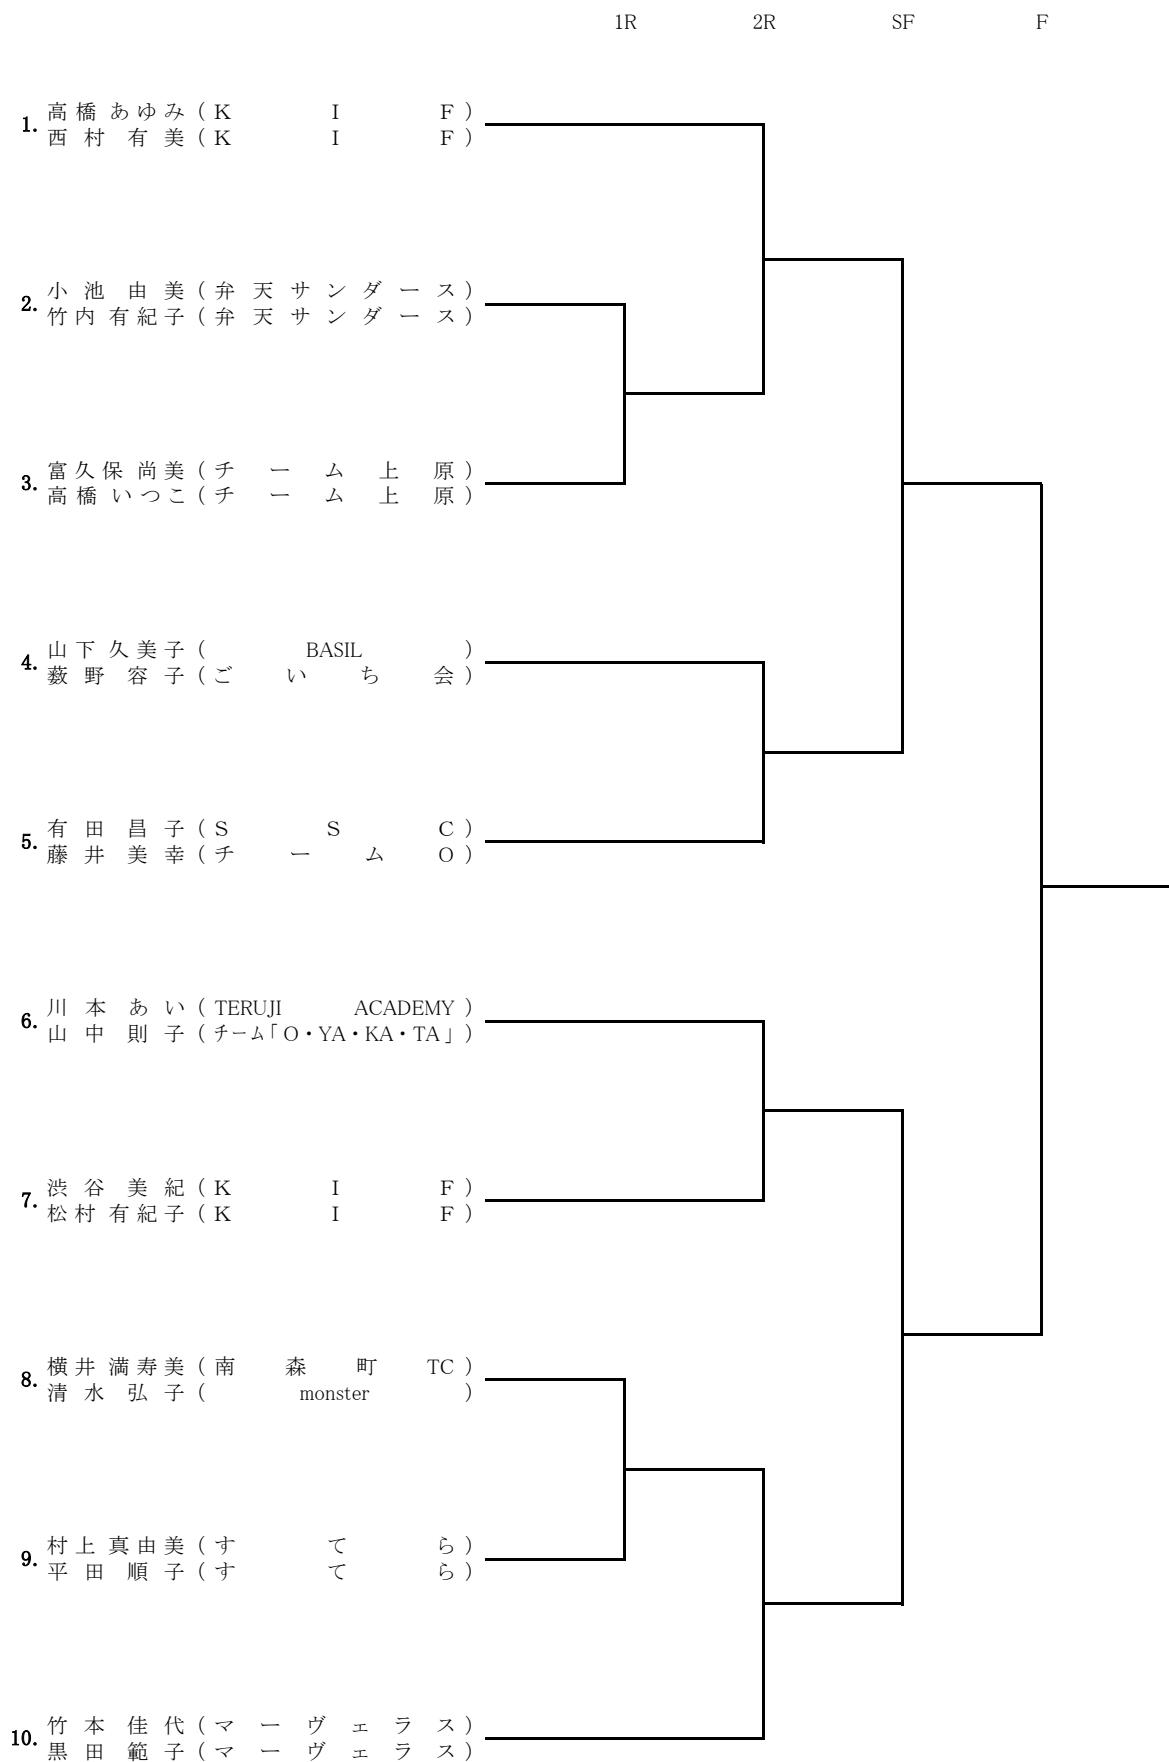 1R 2R SF F
高橋 あゆみ ( K I F )
1.
西村 有美 ( K I F )
小池 由美 ( 弁天サンダース )
2.
竹内 有紀子 ( 弁天サンダース )
富久保 尚美 ( チーム上原 )
3.
高橋 いつこ ( チーム上原 )
山下 久美子 ( BASIL )
4.
薮野 容子 ( ごいち会 )
有田 昌子 ( S S C )
5.
藤井 美幸 ( チームO )
川本 あい ( TERUJI ACADEMY )
6.
山中 則子 ( チーム「O・YA・KA・TA」 )
渋谷 美紀 ( K I F )
7.
松村 有紀子 ( K I F )
横井 満寿美 ( 南森町TC )
8.
清水 弘子 ( monster )
村上 真由美 ( すてら )
9.
平田 順子 ( すてら )
竹本 佳代 ( マーヴェラス )
10.
黒田 範子 ( マーヴェラス )